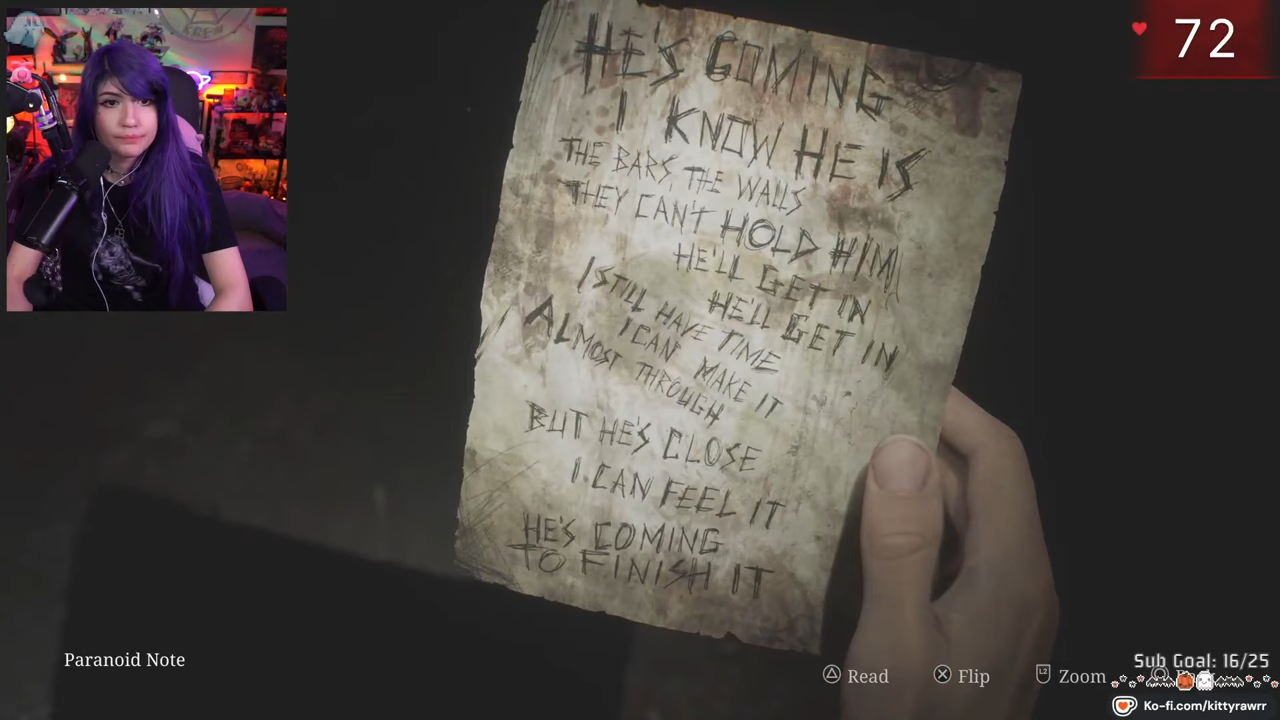 72
HE'S COMING
I KNOW HE IS
THE BARS, THE WALLS
THEY CAN'T HOLD HIM
HE'LL GET IN
HE'LL GET IN
I STILL HAVE TIME
I CAN MAKE IT
ALMOST THROUGH
BUT HE'S CLOSE
I CAN FEEL IT
HE'S COMING
TO FINISH IT
Paranoid Note
Read
Flip
L2 Zoom
Sub Goal: 16/25
Ko-fi.com/kittyrawrr